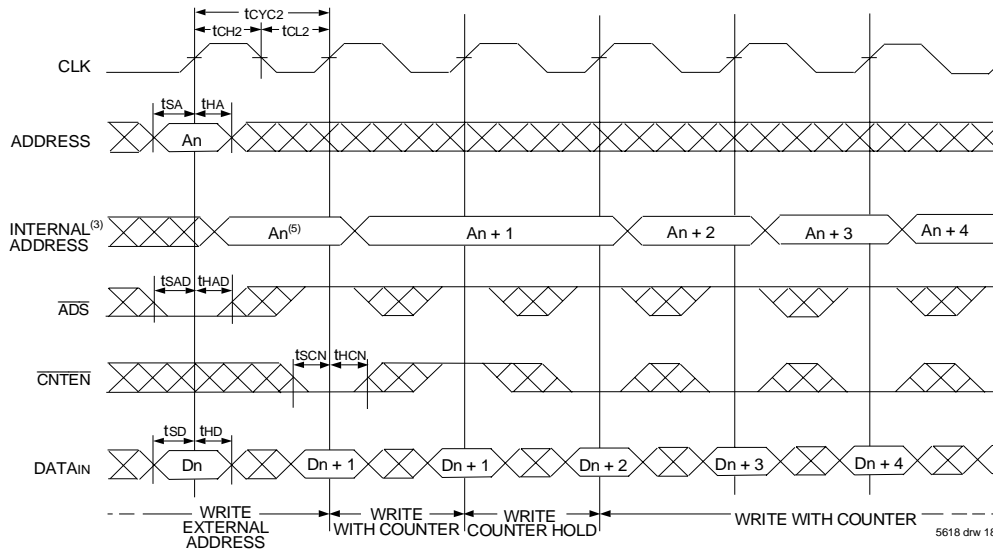 tCYC2
tCH2 tCL2
CLK
tSA tHA
ADDRESS An
INTERNAL(3)
ADDRESS An(5) An + 1 An + 2 An + 3 An + 4
tSAD tHAD
ADS
tSCN tHCN
CNTEN
tSD tHD
DATAIN Dn Dn + 1 Dn + 1 Dn + 2 Dn + 3 Dn + 4
WRITE
EXTERNAL
ADDRESS
WRITE
WITH COUNTER
WRITE
COUNTER HOLD
WRITE WITH COUNTER
5618 drw 18